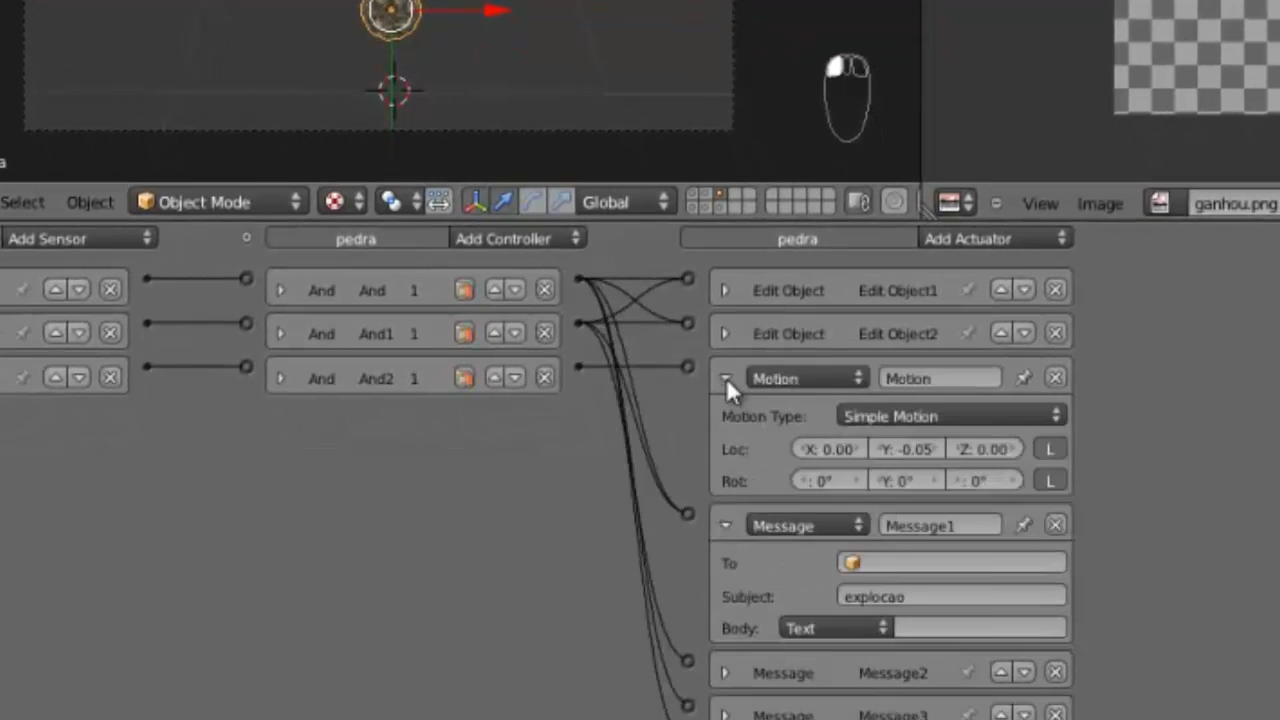 a
Select Object Object Mode Global View Image ganhou.png
Add Sensor pedra Add Controller pedra Add Actuator
And And 1 Edit Object Edit Object1
And And1 1 Edit Object Edit Object2
And And2 1 Motion Motion
Motion Type: Simple Motion
Loc: X: 0.00 Y: -0.05 Z: 0.00 L
Rot: : 0° Y: 0° : 0° L
Message Message1
To
Subject: explocao
Body: Text
Message Message2
Message Message3